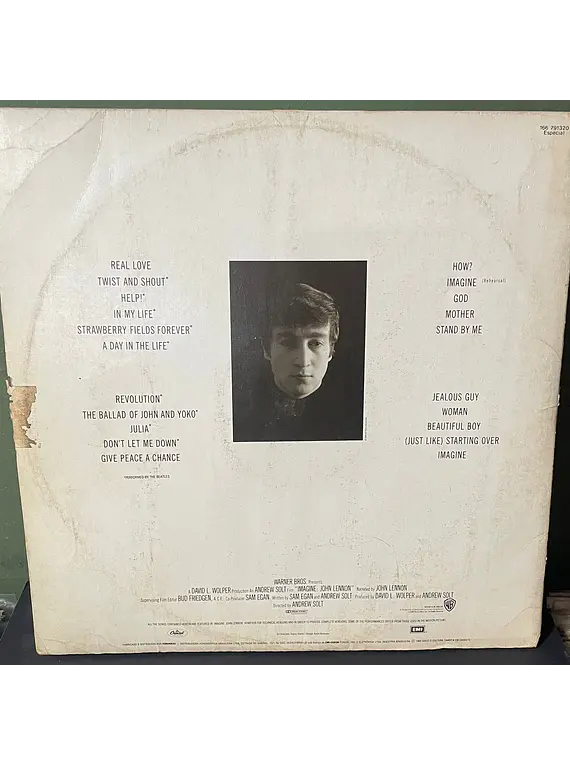 166 791320
Especial
REAL LOVE
TWIST AND SHOUT*
HELP!*
IN MY LIFE*
STRAWBERRY FIELDS FOREVER*
A DAY IN THE LIFE*
REVOLUTION*
THE BALLAD OF JOHN AND YOKO*
JULIA*
DON'T LET ME DOWN*
GIVE PEACE A CHANCE
*PERFORMED BY THE BEATLES
HOW?
IMAGINE (Rehearsal)
GOD
MOTHER
STAND BY ME
JEALOUS GUY
WOMAN
BEAUTIFUL BOY
(JUST LIKE) STARTING OVER
IMAGINE
WARNER BROS. Presents
A DAVID L. WOLPER Production An ANDREW SOLT Film "IMAGINE: JOHN LENNON" Narrated by JOHN LENNON
Supervising Film Editor BUD FRIEDGEN, A.C.E. Co-Producer SAM EGAN Written by SAM EGAN and ANDREW SOLT Produced by DAVID L. WOLPER and ANDREW SOLT
Directed by ANDREW SOLT
WB
Capitol
EMI